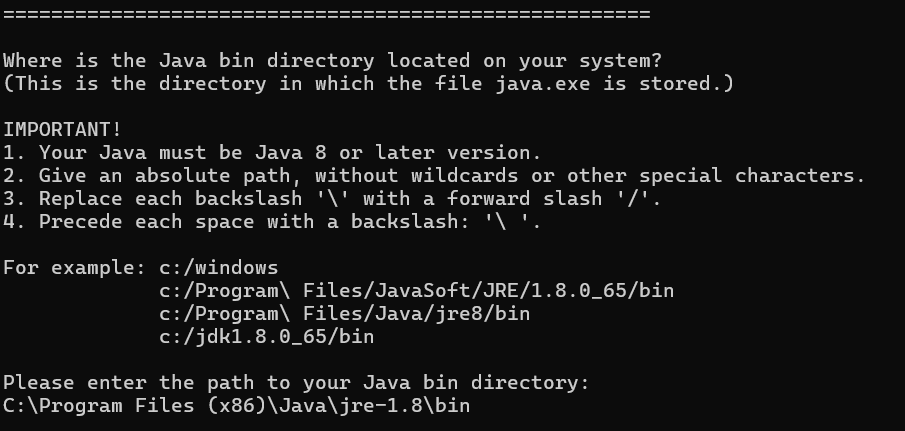 ======================================================
Where is the Java bin directory located on your system?
(This is the directory in which the file java.exe is stored.)
IMPORTANT!
1. Your Java must be Java 8 or later version.
2. Give an absolute path, without wildcards or other special characters.
3. Replace each backslash '\' with a forward slash '/'.
4. Precede each space with a backslash: '\ '.
For example: c:/windows
c:/Program\ Files/JavaSoft/JRE/1.8.0_65/bin
c:/Program\ Files/Java/jre8/bin
c:/jdk1.8.0_65/bin
Please enter the path to your Java bin directory:
C:\Program Files (x86)\Java\jre-1.8\bin